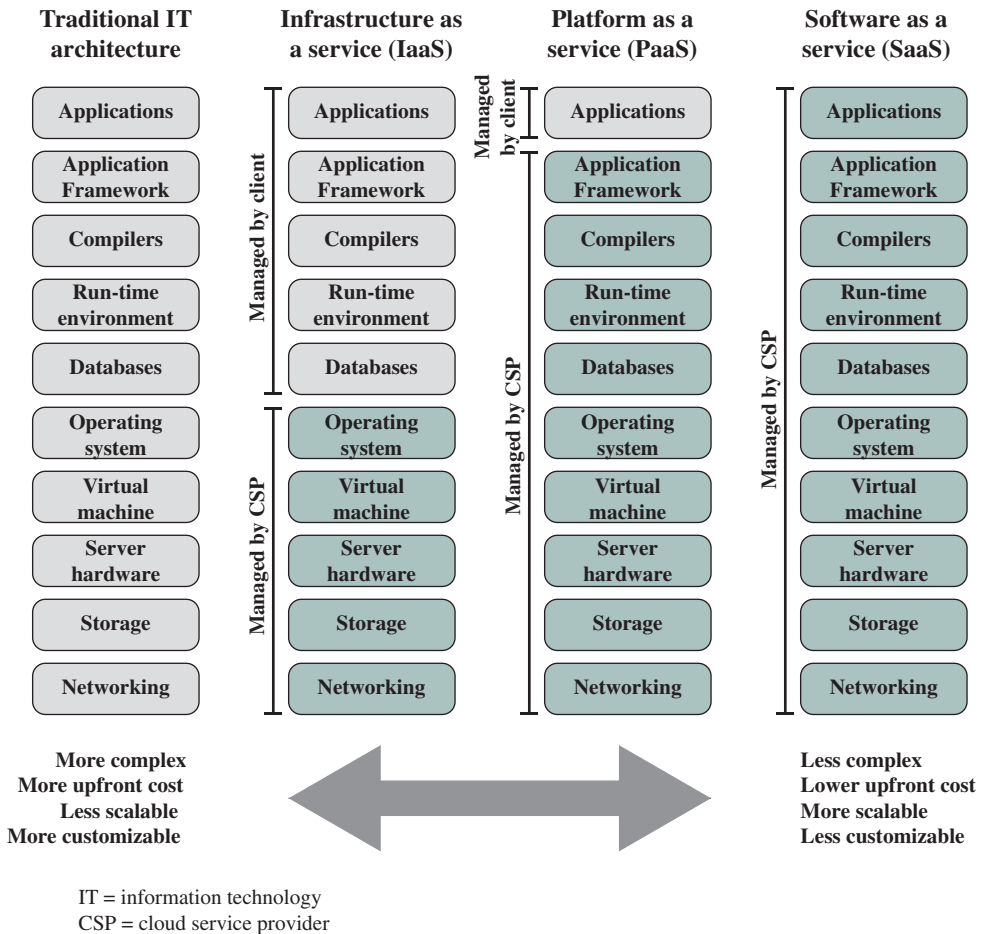 Traditional IT
architecture
Infrastructure as
a service (IaaS)
Platform as a
service (PaaS)
Software as a
service (SaaS)
Applications
Application
Framework
Compilers
Run-time
environment
Databases
Operating
system
Virtual
machine
Server
hardware
Storage
Networking
Managed by client
Managed by CSP
Applications
Application
Framework
Compilers
Run-time
environment
Databases
Operating
system
Virtual
machine
Server
hardware
Storage
Networking
Managed
by client
Managed by CSP
Applications
Application
Framework
Compilers
Run-time
environment
Databases
Operating
system
Virtual
machine
Server
hardware
Storage
Networking
Managed by CSP
Applications
Application
Framework
Compilers
Run-time
environment
Databases
Operating
system
Virtual
machine
Server
hardware
Storage
Networking
More complex
More upfront cost
Less scalable
More customizable
Less complex
Lower upfront cost
More scalable
Less customizable
IT = information technology
CSP = cloud service provider